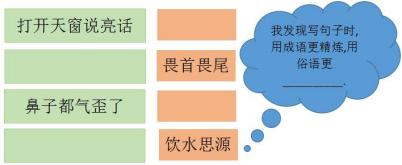 打开天窗说亮话
畏首畏尾
鼻子都气歪了
饮水思源
我发现写句子时,
用成语更精炼,用
俗语更
________.